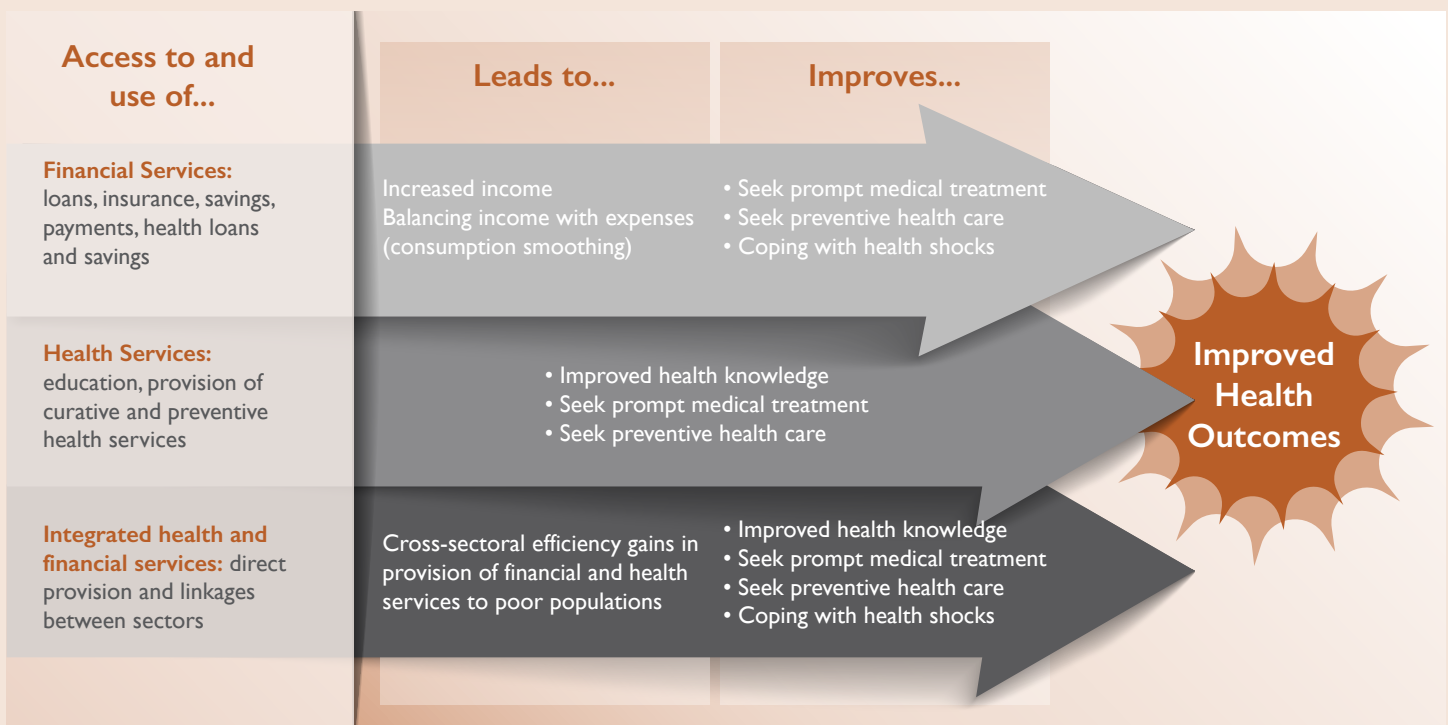 Access to and
use of...
Leads to...
Improves...
Financial Services:
loans, insurance, savings,
payments, health loans
and savings
Increased income
Balancing income with expenses
(consumption smoothing)
• Seek prompt medical treatment
• Seek preventive health care
• Coping with health shocks
Health Services:
education, provision of
curative and preventive
health services
• Improved health knowledge
• Seek prompt medical treatment
• Seek preventive health care
Integrated health and
financial services: direct
provision and linkages
between sectors
Cross-sectoral efficiency gains in
provision of financial and health
services to poor populations
• Improved health knowledge
• Seek prompt medical treatment
• Seek preventive health care
• Coping with health shocks
Improved
Health
Outcomes